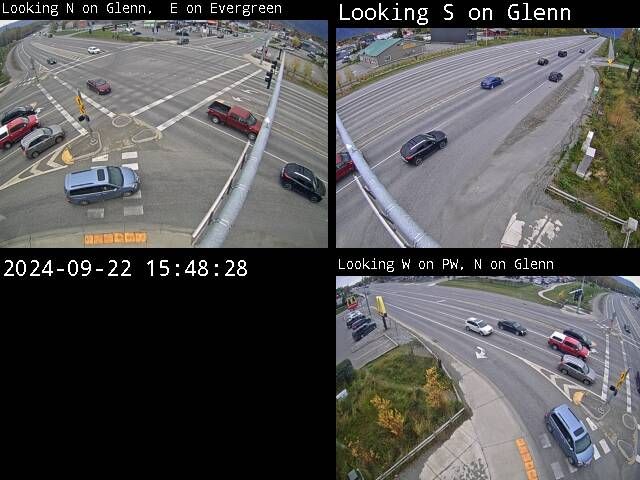 Looking N on Glenn, E on Evergreen
Looking S on Glenn
2024-09-22 15:48:28
Looking W on PW, N on Glenn